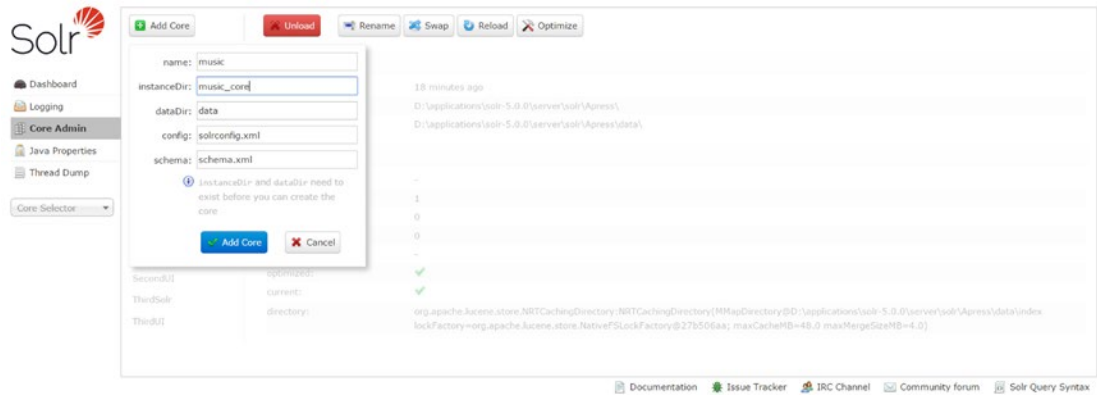 Solr
Add Core
Unload
Rename
Swap
Reload
Optimize
Dashboard
Logging
Core Admin
Java Properties
Thread Dump
Core Selector
name: music
instanceDir: music_core
dataDir: data
config: solrconfig.xml
schema: schema.xml
instanceDir and dataDir need to
exist before you can create the
core
Add Core
Cancel
18 minutes ago
D:\applications\solr-5.0.0\server\solr\Apress\
D:\applications\solr-5.0.0\server\solr\Apress\data\
-
1
0
0
-
SecondUI
ThirdSolr
ThirdUI
optimized:
current:
directory:
org.apache.lucene.store.NRTCachingDirectory:NRTCachingDirectory(MMapDirectory@D:\applications\solr-5.0.0\server\solr\Apress\data\index
lockFactory=org.apache.lucene.store.NativeFSLockFactory@27b506aa; maxCacheMB=48.0 maxMergeSizeMB=4.0)
Documentation
Issue Tracker
IRC Channel
Community forum
Solr Query Syntax